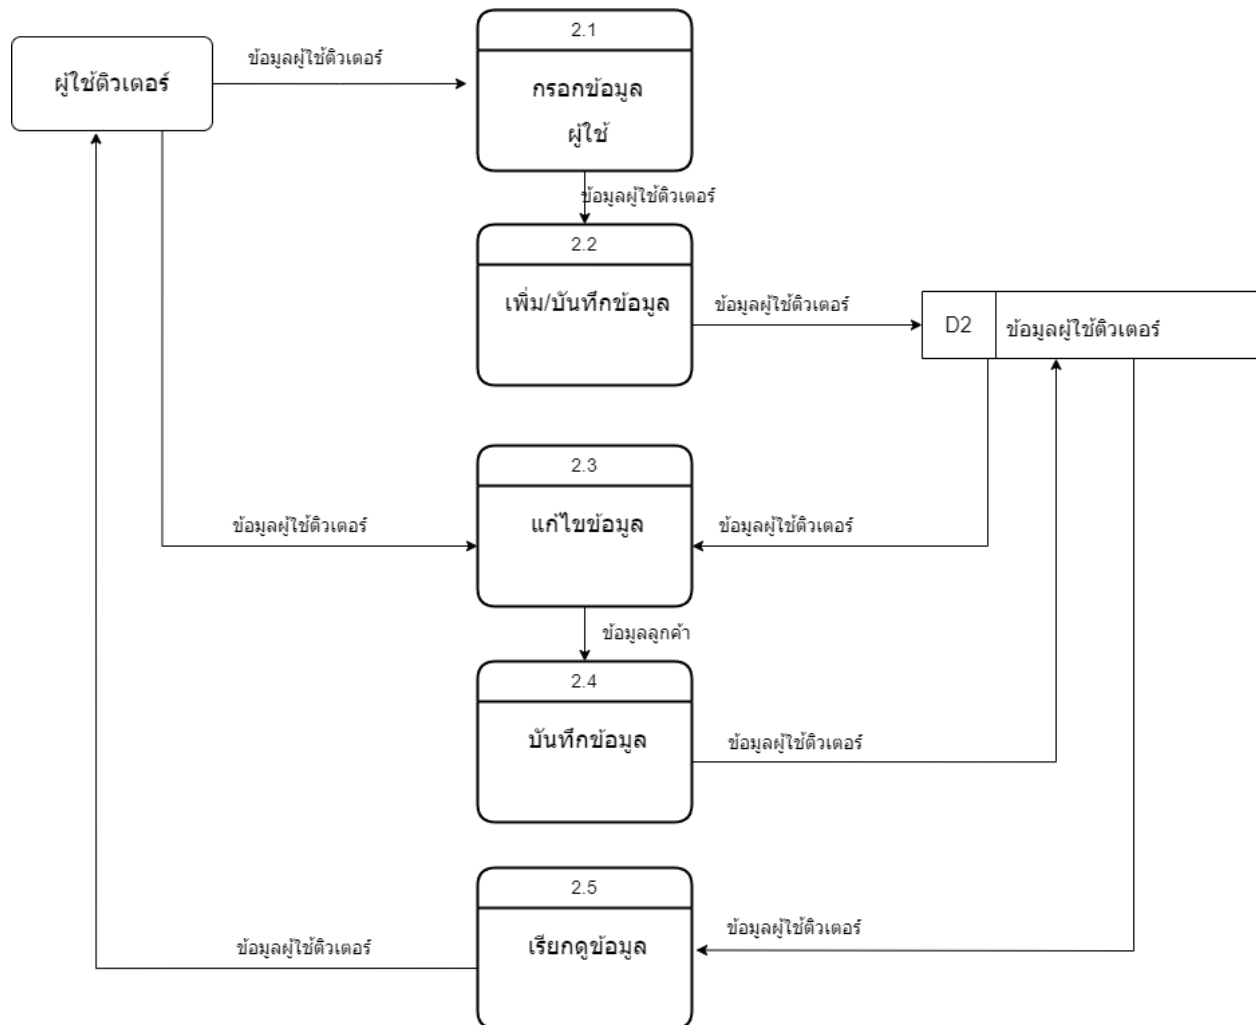 2.1
ข้อมูลผู้ใช้ติวเตอร์
ผู้ใช้ติวเตอร์
กรอกข้อมูล
ผู้ใช้
ข้อมูลผู้ใช้ติวเตอร์
2.2
เพิ่ม/บันทึกข้อมูล
ข้อมูลผู้ใช้ติวเตอร์
D2
ข้อมูลผู้ใช้ติวเตอร์
2.3
แก้ไขข้อมูล
ข้อมูลผู้ใช้ติวเตอร์
ข้อมูลผู้ใช้ติวเตอร์
ข้อมูลลูกค้า
2.4
บันทึกข้อมูล
ข้อมูลผู้ใช้ติวเตอร์
2.5
ข้อมูลผู้ใช้ติวเตอร์
เรียกดูข้อมูล
ข้อมูลผู้ใช้ติวเตอร์